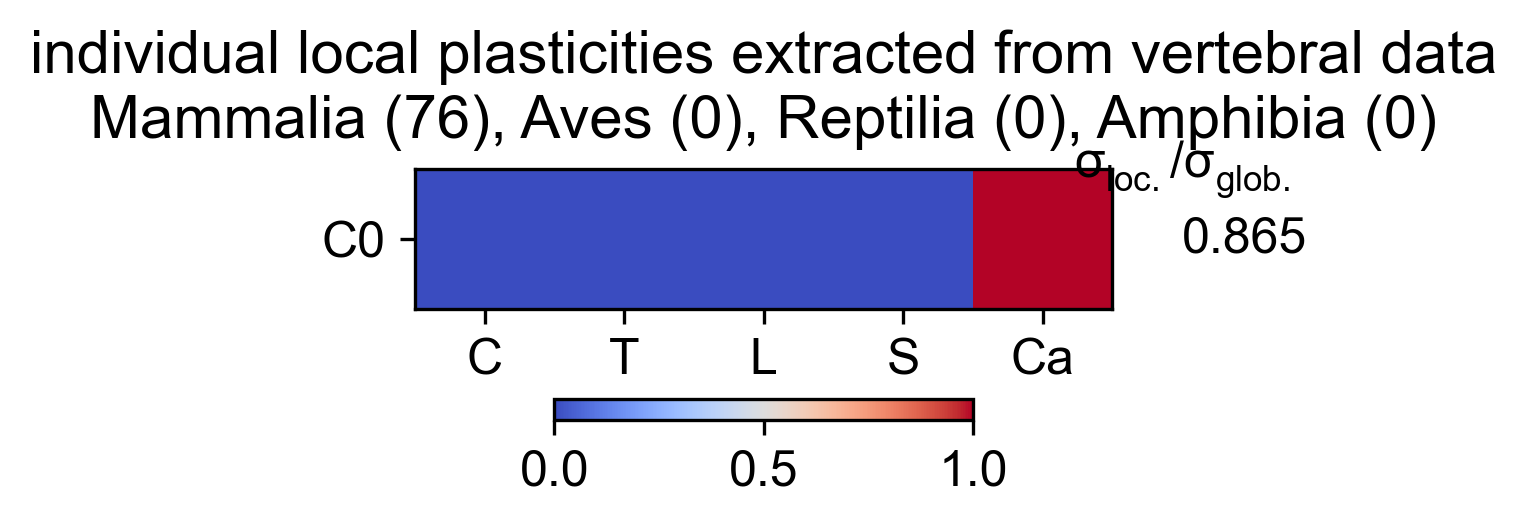 individual local plasticities extracted from vertebral data
Mammalia (76), Aves (0), Reptilia (0), Amphibia (0)
σloc. /σglob.
C0 0.865
C T L S Ca
0.0 0.5 1.0